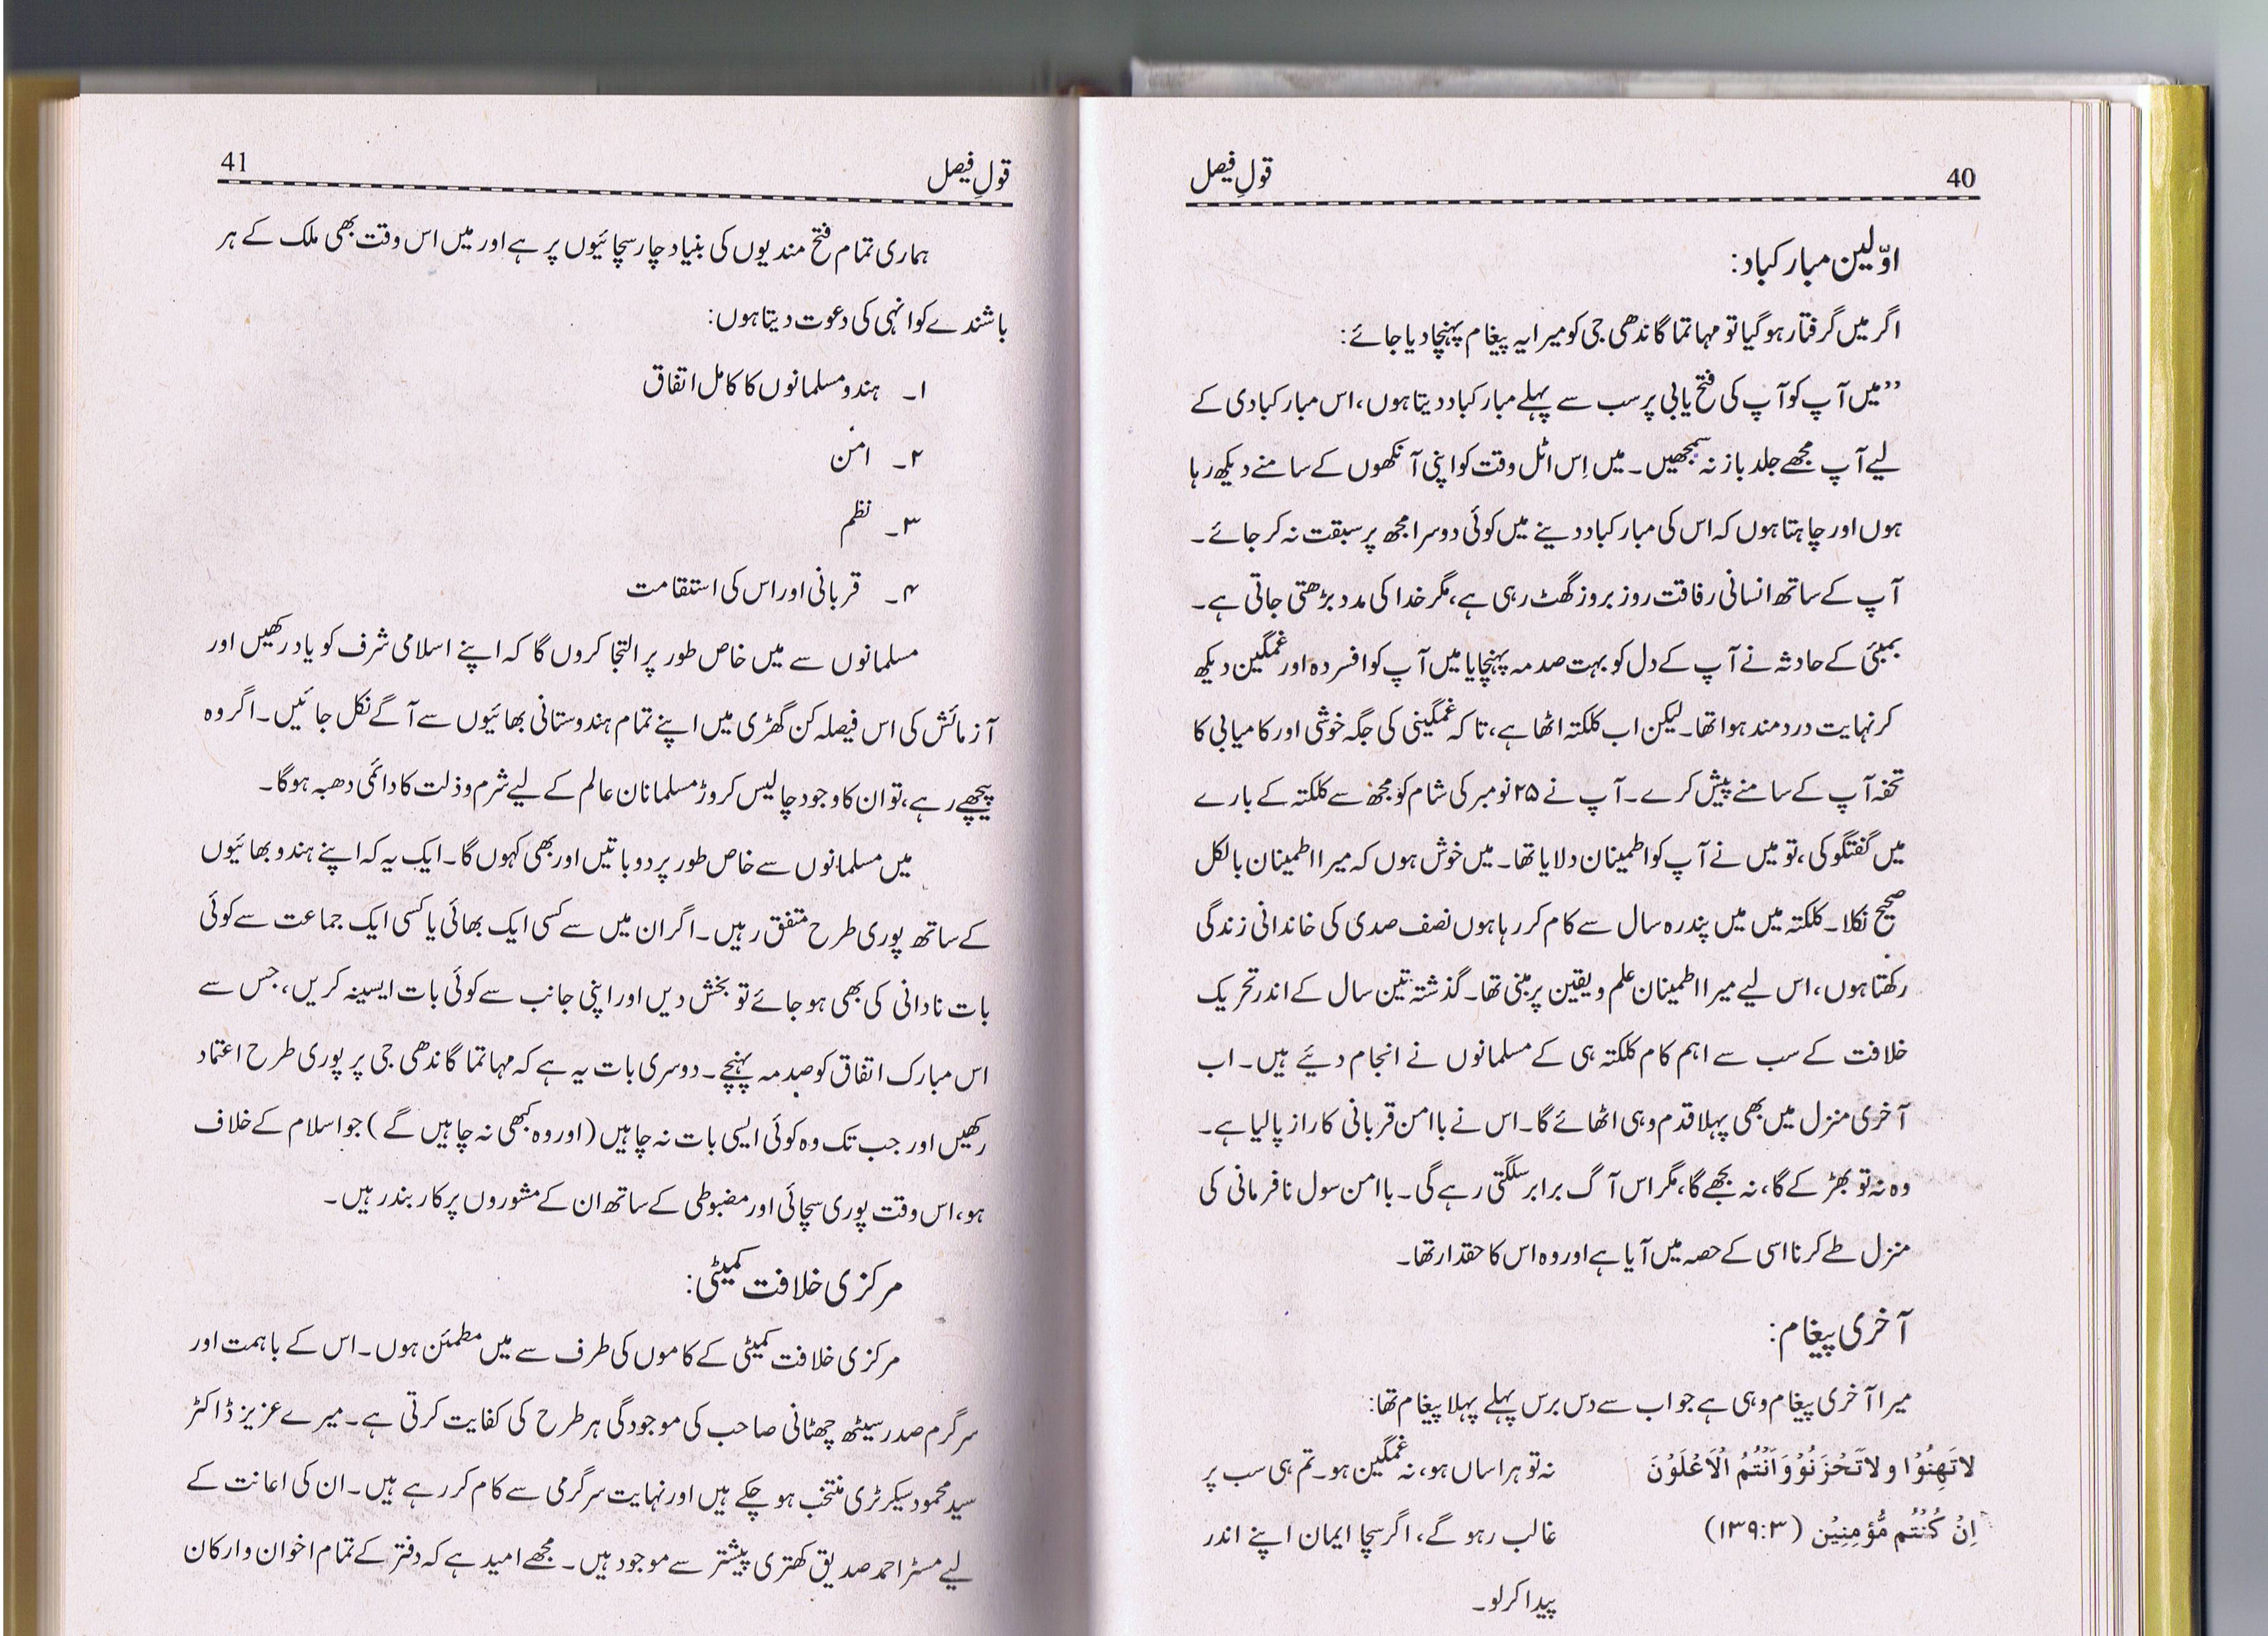 40
قولِ فیصل
اوّلین مبارکباد:
اگر میں گرفتار ہو گیا تو مہاتما گاندھی جی کو میرا یہ پیغام پہنچا دیا جائے:
’’میں آپ کو آپ کی فتح یابی پر سب سے پہلے مبارکباد دیتا ہوں، اس مبارکبادی کے
لیے آپ مجھے جلد باز نہ سمجھیں۔ میں اِس اٹل وقت کو اپنی آنکھوں کے سامنے دیکھ رہا
ہوں اور چاہتا ہوں کہ اس کی مبارکباد دینے میں کوئی دوسرا مجھ پر سبقت نہ کر جائے۔
آپ کے ساتھ انسانی رفاقت روز بروز گھٹ رہی ہے، مگر خدا کی مدد بڑھتی جاتی ہے۔
بمبئی کے حادثہ نے آپ کے دل کو بہت صدمہ پہنچایا میں آپ کو افسردہ اور غمگین دیکھ
کر نہایت درد مند ہوا تھا۔ لیکن اب کلکتہ اٹھا ہے، تاکہ غمگینی کی جگہ خوشی اور کامیابی کا
تحفہ آپ کے سامنے پیش کرے۔ آپ نے ۲۵ نومبر کی شام کو مجھ سے کلکتہ کے بارے
میں گفتگو کی، تو میں نے آپ کو اطمینان دلایا تھا۔ میں خوش ہوں کہ میرا اطمینان بالکل
صحیح نکلا۔ کلکتہ میں میں پندرہ سال سے کام کر رہا ہوں نصف صدی کی خاندانی زندگی
رکھتا ہوں، اس لیے میرا اطمینان علم و یقین پر مبنی تھا۔ گذشتہ تین سال کے اندر تحریک
خلافت کے سب سے اہم کام کلکتہ ہی کے مسلمانوں نے انجام دیئے ہیں۔ اب
آخری منزل میں بھی پہلا قدم وہی اٹھائے گا۔ اس نے باامن قربانی کا راز پا لیا ہے۔
وہ نہ تو بھڑکے گا، نہ بجھے گا، مگر اس آگ برابر سلگتی رہے گی۔ باامن سول نافرمانی کی
منزل طے کرنا اسی کے حصہ میں آیا ہے اور وہ اس کا حقدار تھا۔
آخری پیغام:
میرا آخری پیغام وہی ہے جو اب سے دس برس پہلے پہلا پیغام تھا:
لاتَهِنُوْا ولاتَحْزَنُوْوَاَنْتُمُ الْاَعْلَوْنَ
اِنْ كُنْتُم مُّؤمِنِيْن (۱۳۹:۳)
نہ تو ہراساں ہو، نہ غمگین ہو۔ تم ہی سب پر
غالب رہو گے، اگر سچا ایمان اپنے اندر
پیدا کر لو۔
قولِ فیصل
41
ہماری تمام فتح مندیوں کی بنیاد چار سچائیوں پر ہے اور میں اس وقت بھی ملک کے ہر
باشندے کو انہی کی دعوت دیتا ہوں:
۱۔ ہندو مسلمانوں کا کامل اتفاق
۲۔ امن
۳۔ نظم
۴۔ قربانی اور اس کی استقامت
مسلمانوں سے میں خاص طور پر التجا کروں گا کہ اپنے اسلامی شرف کو یاد رکھیں اور
آزمائش کی اس فیصلہ کن گھڑی میں اپنے تمام ہندوستانی بھائیوں سے آگے نکل جائیں۔ اگر وہ
پیچھے رہے، تو ان کا وجود چالیس کروڑ مسلمانان عالم کے لیے شرم و ذلت کا دائمی دھبہ ہوگا۔
میں مسلمانوں سے خاص طور پر دو باتیں اور بھی کہوں گا۔ ایک یہ کہ اپنے ہندو بھائیوں
کے ساتھ پوری طرح متفق رہیں۔ اگر ان میں سے کسی ایک بھائی یا کسی ایک جماعت سے کوئی
بات نادانی کی بھی ہو جائے تو بخش دیں اور اپنی جانب سے کوئی بات ایسی نہ کریں، جس سے
اس مبارک اتفاق کو صدمہ پہنچے۔ دوسری بات یہ ہے کہ مہاتما گاندھی جی پر پوری طرح اعتماد
رکھیں اور جب تک وہ کوئی ایسی بات نہ چاہیں (اور وہ کبھی نہ چاہیں گے) جو اسلام کے خلاف
ہو، اس وقت پوری سچائی اور مضبوطی کے ساتھ ان کے مشوروں پر کاربند رہیں۔
مرکزی خلافت کمیٹی:
مرکزی خلافت کمیٹی کے کاموں کی طرف سے میں مطمئن ہوں۔ اس کے باہمت اور
سرگرم صدر سیٹھ چھٹانی صاحب کی موجودگی ہر طرح کی کفایت کرتی ہے۔ میرے عزیز ڈاکٹر
سید محمود سیکرٹری منتخب ہو چکے ہیں اور نہایت سرگرمی سے کام کر رہے ہیں۔ ان کی اعانت کے
لیے مسٹر احمد صدیق کھتری پیشتر سے موجود ہیں۔ مجھے امید ہے کہ دفتر کے تمام اخوان و ارکان